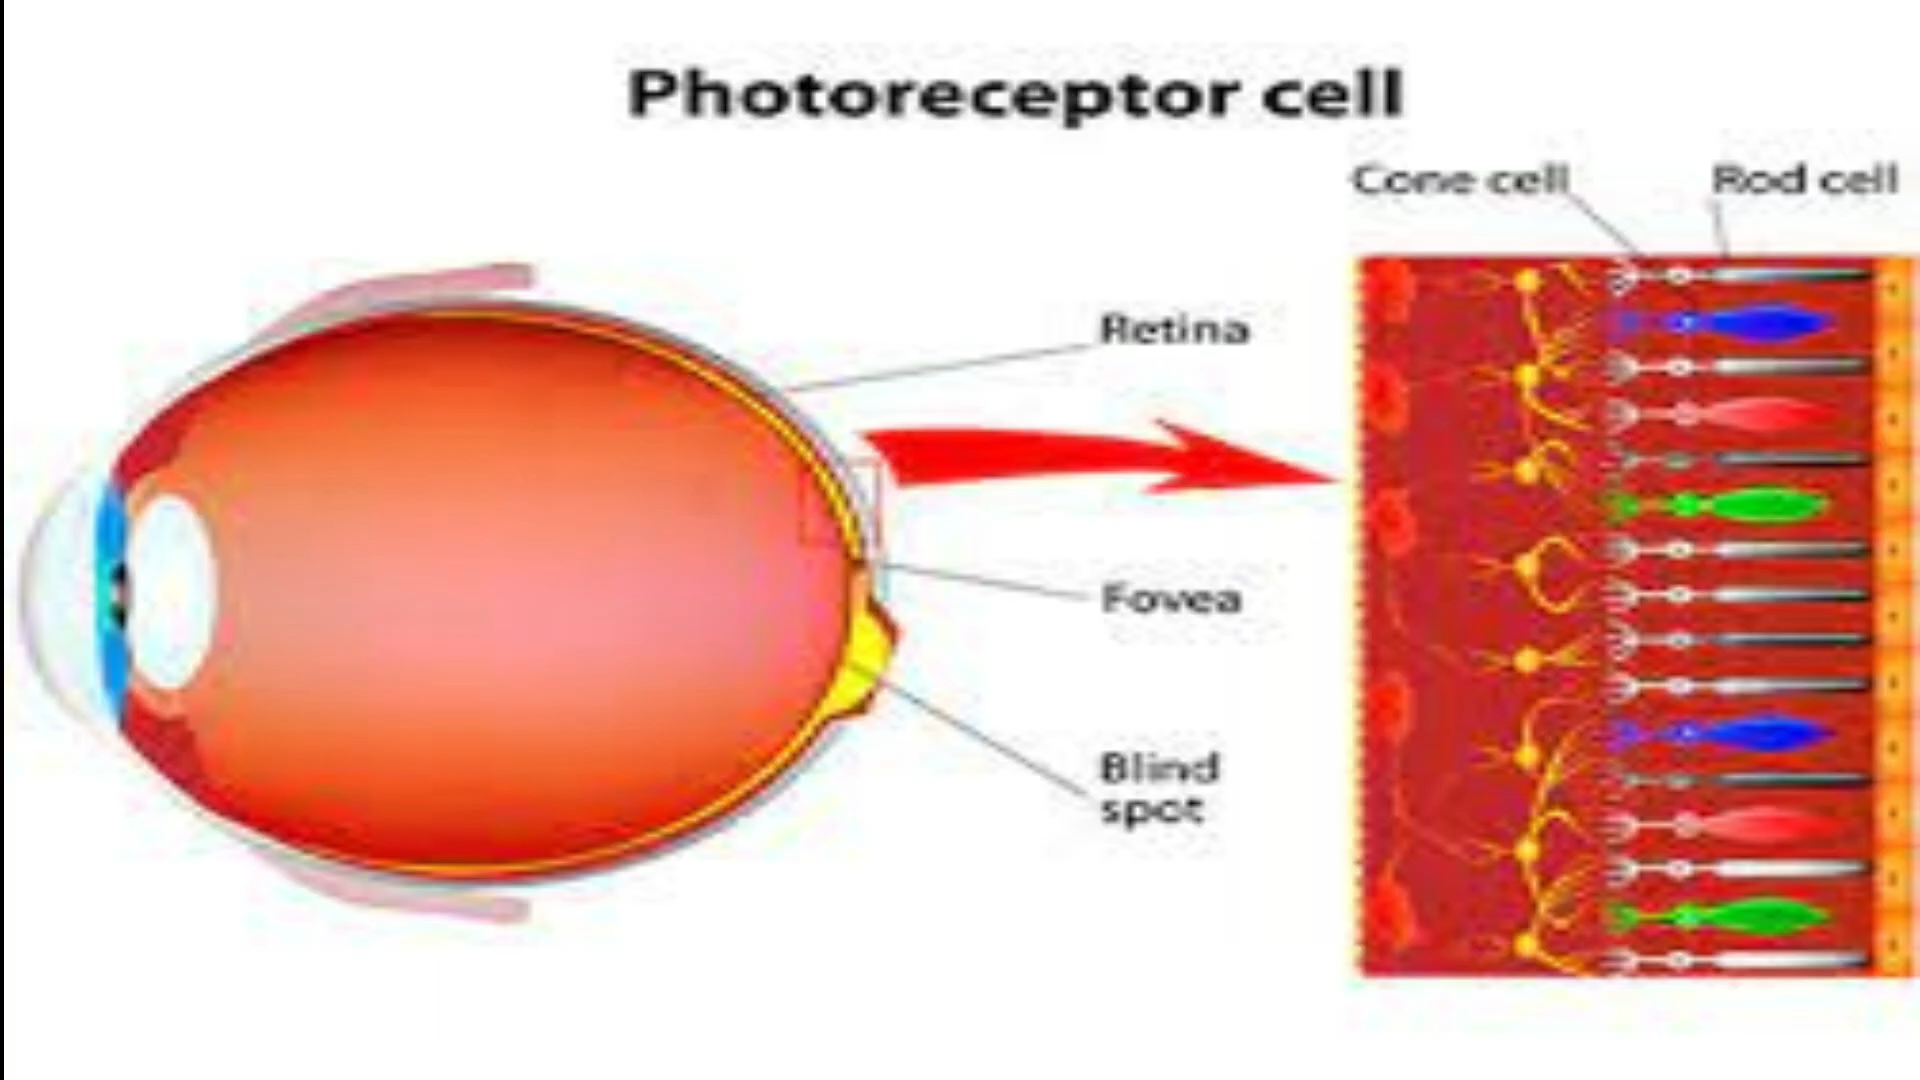 Photoreceptor cell
Cone cell
Rod cell
Retina
Fovea
Blind
spot